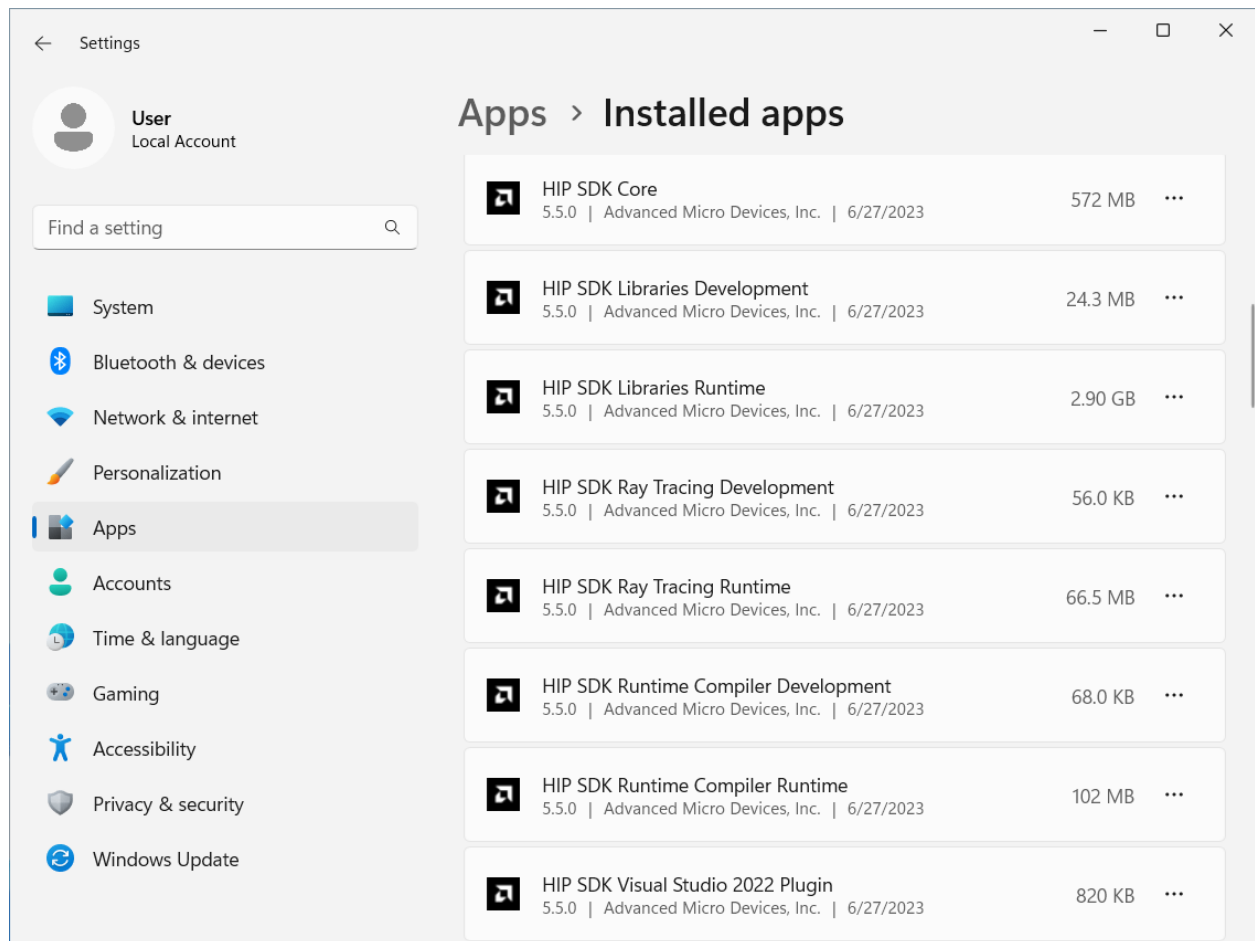 Settings
User
Local Account
Find a setting
System
Bluetooth & devices
Network & internet
Personalization
Apps
Accounts
Time & language
Gaming
Accessibility
Privacy & security
Windows Update
Apps > Installed apps
HIP SDK Core
5.5.0 | Advanced Micro Devices, Inc. | 6/27/2023
572 MB
HIP SDK Libraries Development
5.5.0 | Advanced Micro Devices, Inc. | 6/27/2023
24.3 MB
HIP SDK Libraries Runtime
5.5.0 | Advanced Micro Devices, Inc. | 6/27/2023
2.90 GB
HIP SDK Ray Tracing Development
5.5.0 | Advanced Micro Devices, Inc. | 6/27/2023
56.0 KB
HIP SDK Ray Tracing Runtime
5.5.0 | Advanced Micro Devices, Inc. | 6/27/2023
66.5 MB
HIP SDK Runtime Compiler Development
5.5.0 | Advanced Micro Devices, Inc. | 6/27/2023
68.0 KB
HIP SDK Runtime Compiler Runtime
5.5.0 | Advanced Micro Devices, Inc. | 6/27/2023
102 MB
HIP SDK Visual Studio 2022 Plugin
5.5.0 | Advanced Micro Devices, Inc. | 6/27/2023
820 KB